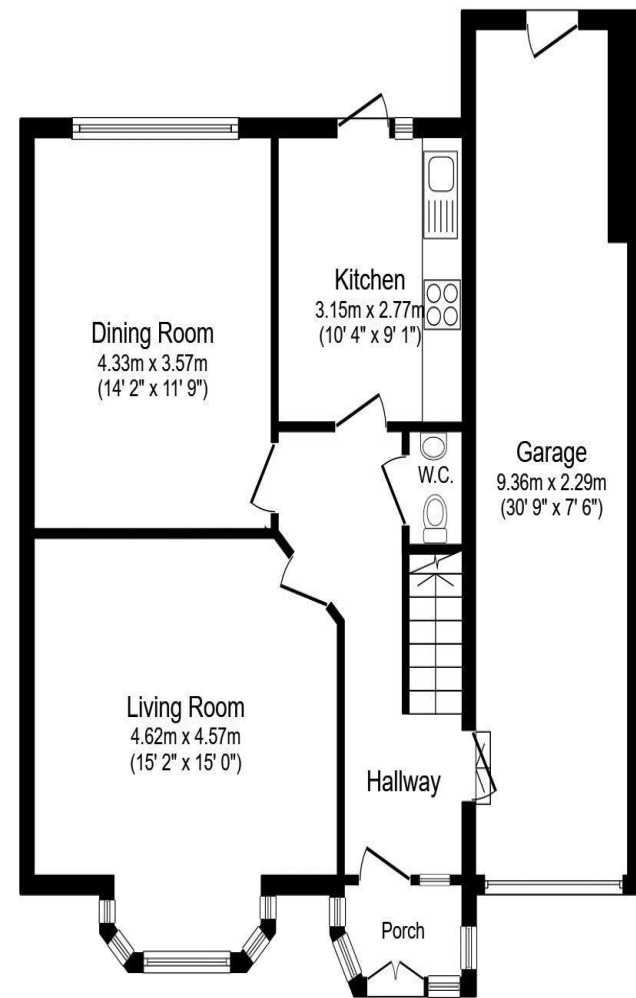 Kitchen
3.15m x 2.77m
(10' 4" x 9' 1")
Dining Room
4.33m x 3.57m
(14' 2" x 11' 9")
W.C.
Garage
9.36m x 2.29m
(30' 9" x 7' 6")
Living Room
4.62m x 4.57m
(15' 2" x 15' 0")
Hallway
Porch